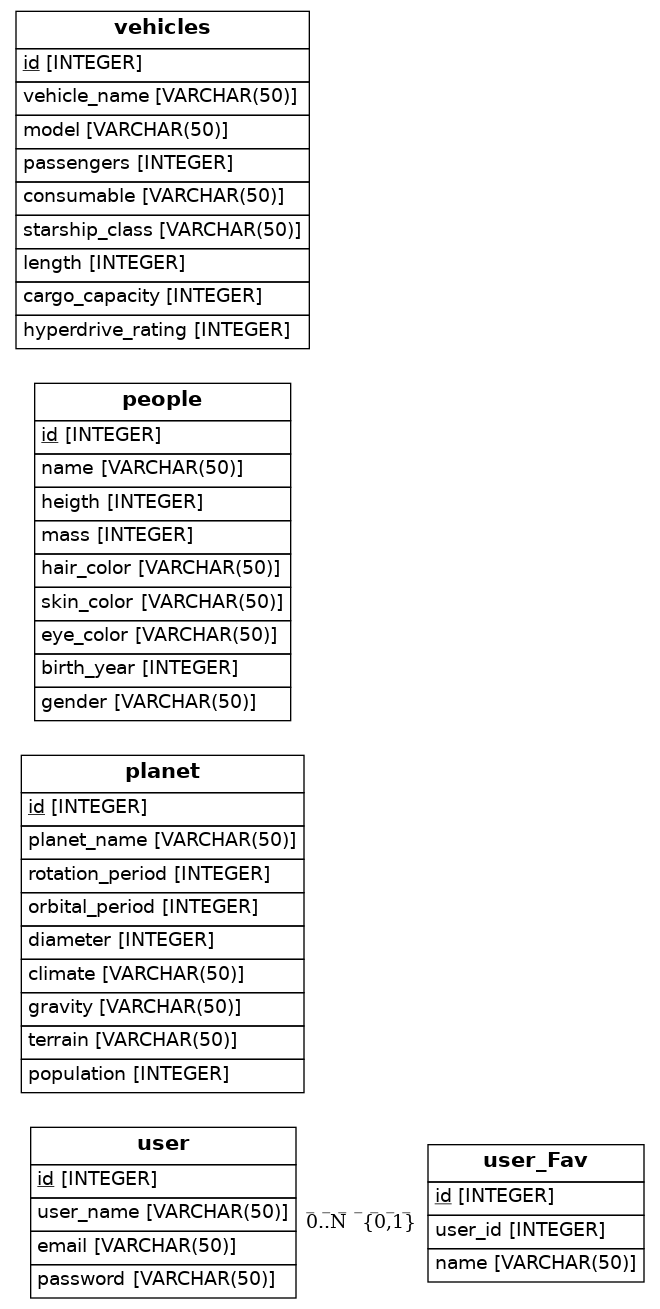 vehicles
id [INTEGER]
vehicle_name [VARCHAR(50)]
model [VARCHAR(50)]
passengers [INTEGER]
consumable [VARCHAR(50)]
starship_class [VARCHAR(50)]
length [INTEGER]
cargo_capacity [INTEGER]
hyperdrive_rating [INTEGER]
people
id [INTEGER]
name [VARCHAR(50)]
heigth [INTEGER]
mass [INTEGER]
hair_color [VARCHAR(50)]
skin_color [VARCHAR(50)]
eye_color [VARCHAR(50)]
birth_year [INTEGER]
gender [VARCHAR(50)]
planet
id [INTEGER]
planet_name [VARCHAR(50)]
rotation_period [INTEGER]
orbital_period [INTEGER]
diameter [INTEGER]
climate [VARCHAR(50)]
gravity [VARCHAR(50)]
terrain [VARCHAR(50)]
population [INTEGER]
user
id [INTEGER]
user_name [VARCHAR(50)]
email [VARCHAR(50)]
password [VARCHAR(50)]
0..N {0,1}
user_Fav
id [INTEGER]
user_id [INTEGER]
name [VARCHAR(50)]